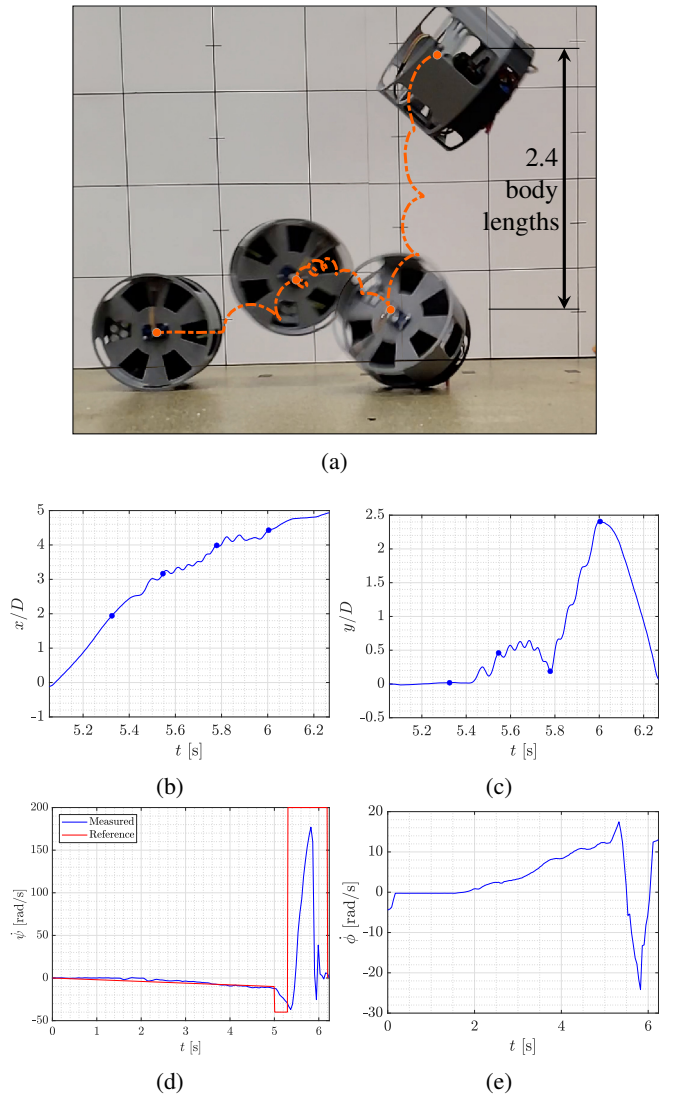 2.4
body
lengths
(a)
5
4
3
2
1
0
-1
x/D
5.2 5.4 5.6 5.8 6 6.2
t [s]
(b)
2.5
2
1.5
1
0.5
0
-0.5
y/D
5.2 5.4 5.6 5.8 6 6.2
t [s]
(c)
200
150
100
50
0
-50
ψ̇ [rad/s]
Measured
Reference
0 1 2 3 4 5 6
t [s]
(d)
20
10
0
-10
-20
-30
ϕ̇ [rad/s]
0 2 4 6
t [s]
(e)